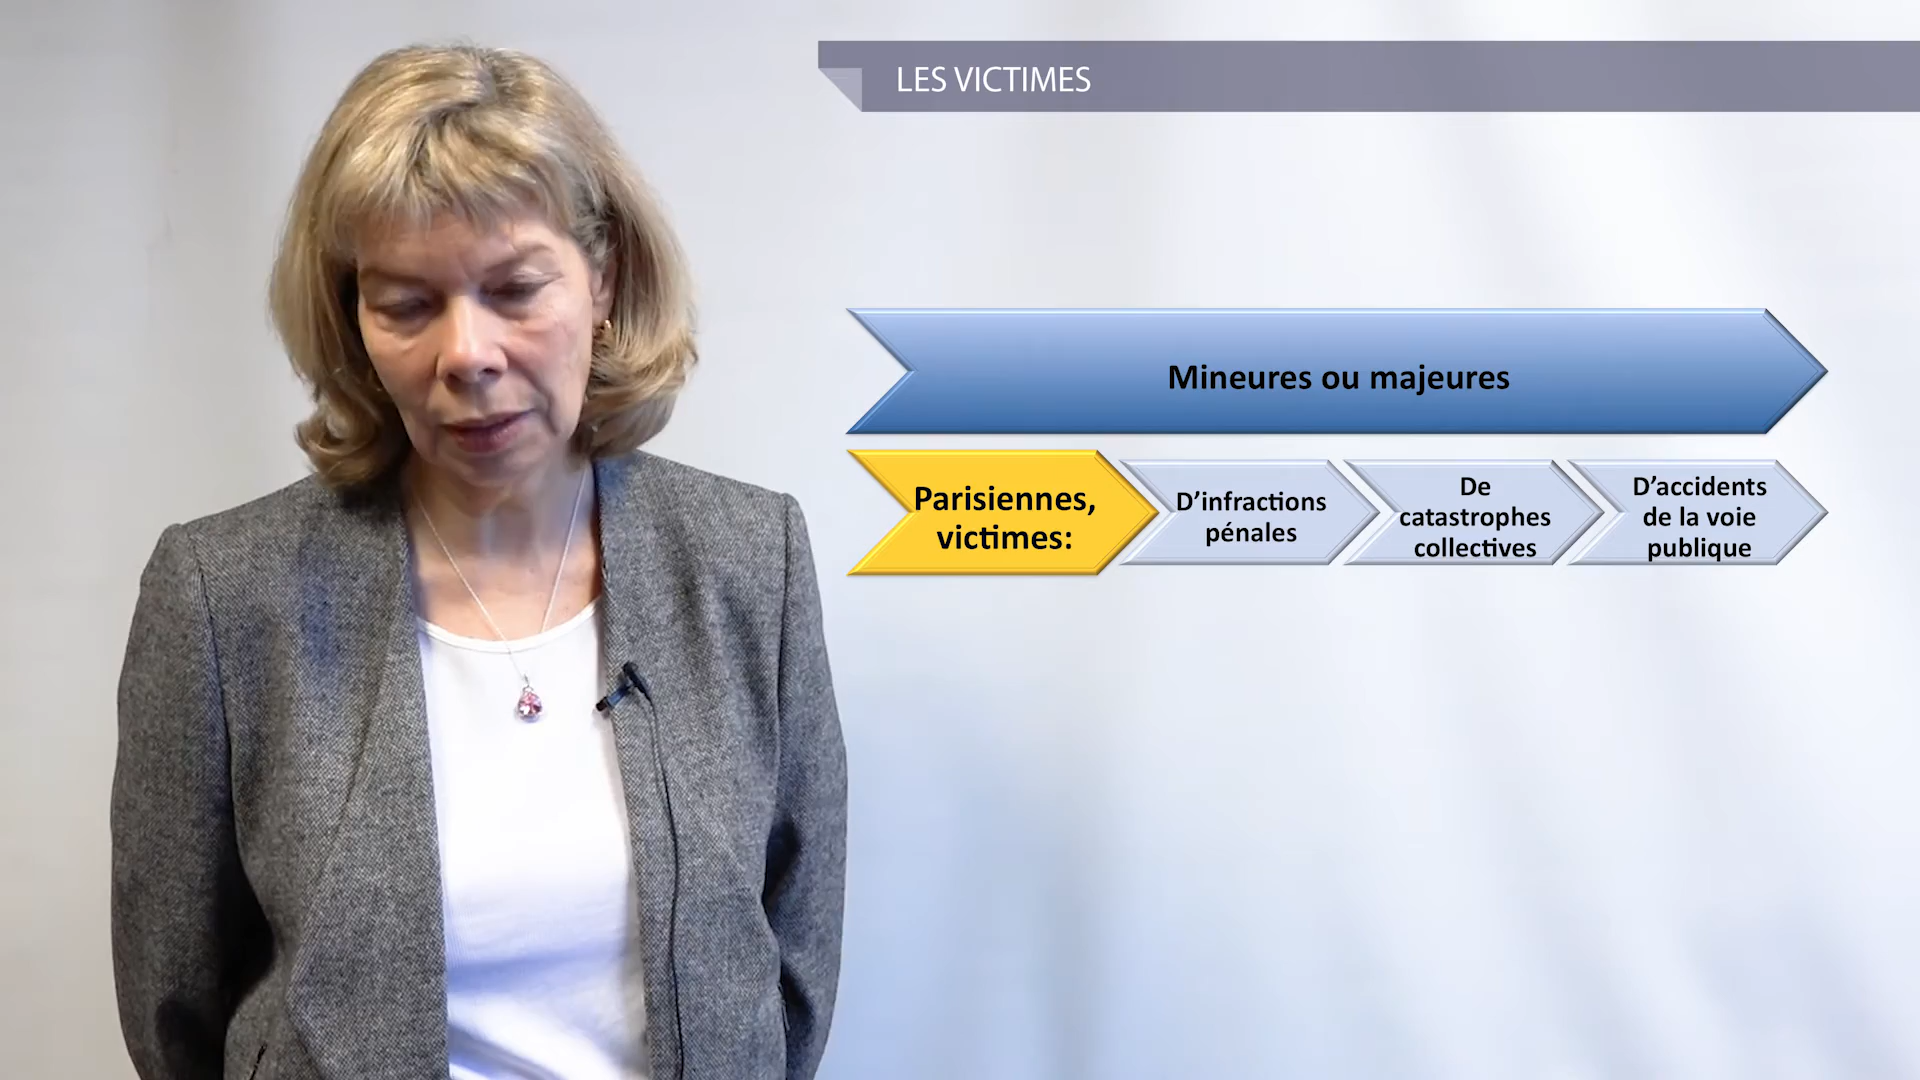 LES VICTIMES
Mineures ou majeures
Parisiennes,
victimes:
D'infractions
pénales
De
catastrophes
collectives
D'accidents
de la voie
publique